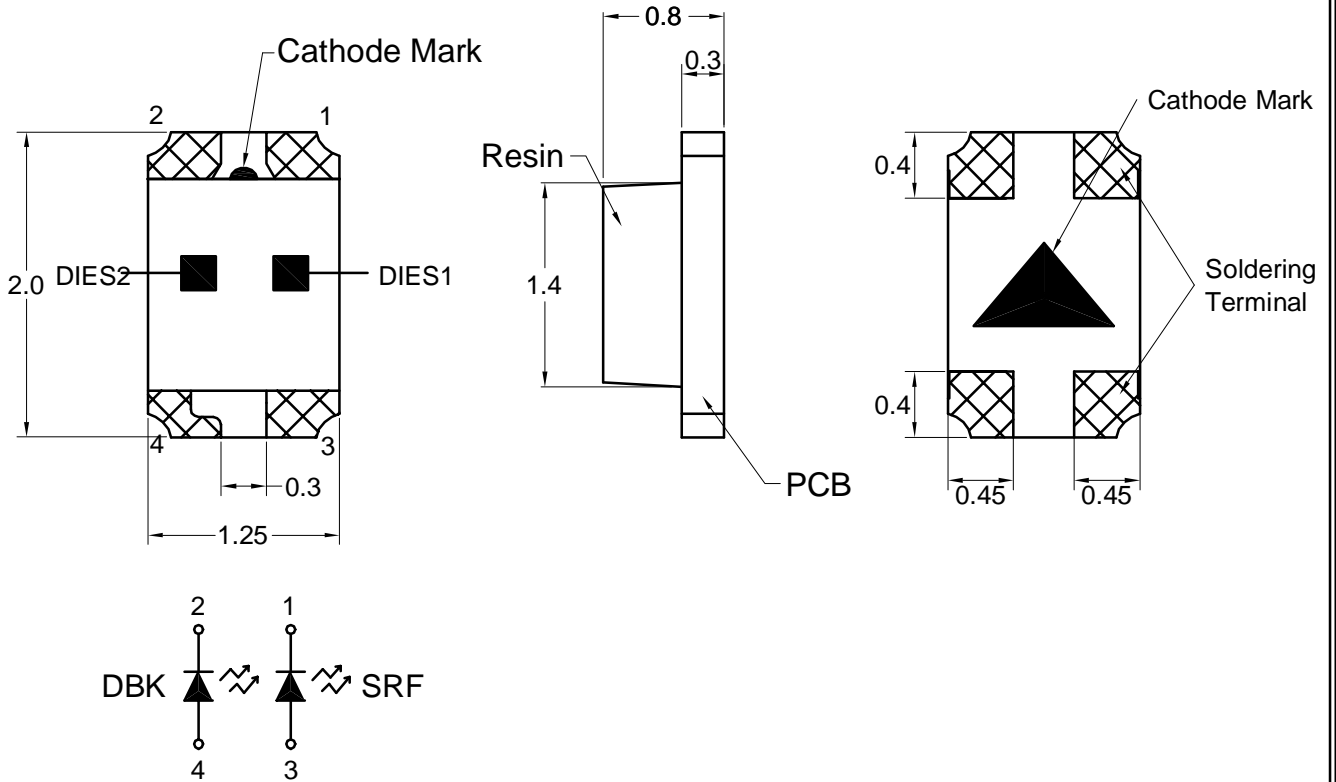 Cathode Mark
2
1
2.0
DIES2
DIES1
4
3
0.3
1.25
0.8
0.3
Resin
1.4
PCB
Cathode Mark
0.4
Soldering
Terminal
0.4
0.45
0.45
2
1
DBK
SRF
4
3